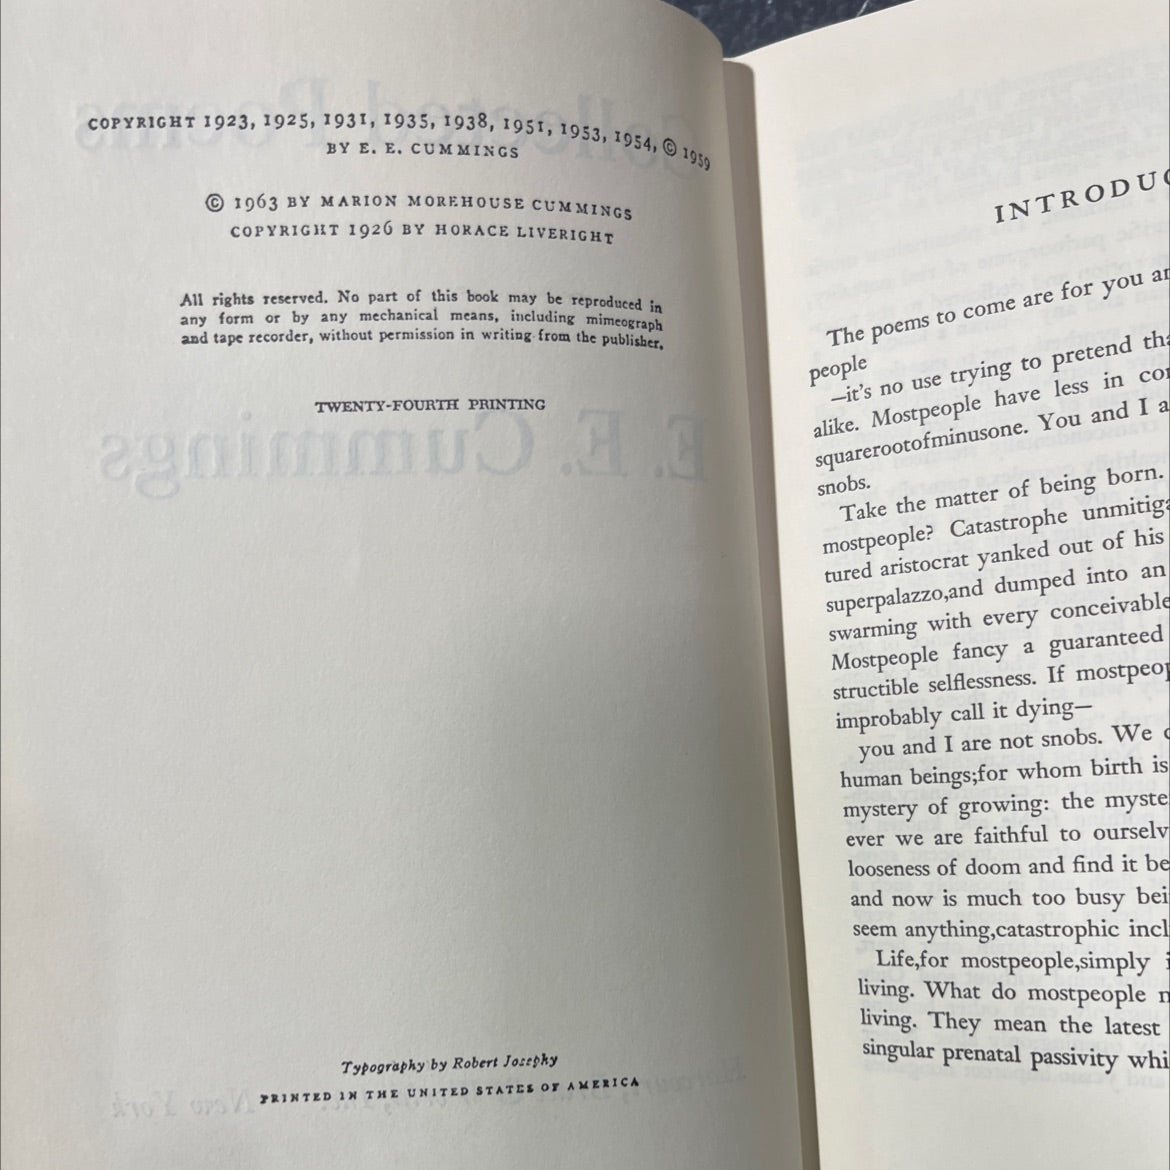 COPYRIGHT 1923, 1925, 1931, 1935, 1938, 1951, 1953, 1954, © 1959
BY E. E. CUMMINGS
© 1963 BY MARION MOREHOUSE CUMMINGS
COPYRIGHT 1926 BY HORACE LIVERIGHT
All rights reserved. No part of this book may be reproduced in
any form or by any mechanical means, including mimeograph
and tape recorder, without permission in writing from the publisher.
TWENTY-FOURTH PRINTING
Typography by Robert Josephy
PRINTED IN THE UNITED STATES OF AMERICA
INTRODUC
The poems to come are for you an
people
—it's no use trying to pretend tha
alike. Mostpeople have less in con
squarerootofminusone. You and I a
snobs.
Take the matter of being born.
mostpeople? Catastrophe unmitiga
tured aristocrat yanked out of his
superpalazzo,and dumped into an
swarming with every conceivable
Mostpeople fancy a guaranteed
structible selflessness. If mostpeop
improbably call it dying—
you and I are not snobs. We c
human beings;for whom birth is
mystery of growing: the myste
ever we are faithful to ourselv
looseness of doom and find it be
and now is much too busy bei
seem anything,catastrophic incl
Life,for mostpeople,simply i
living. What do mostpeople m
living. They mean the latest
singular prenatal passivity whi